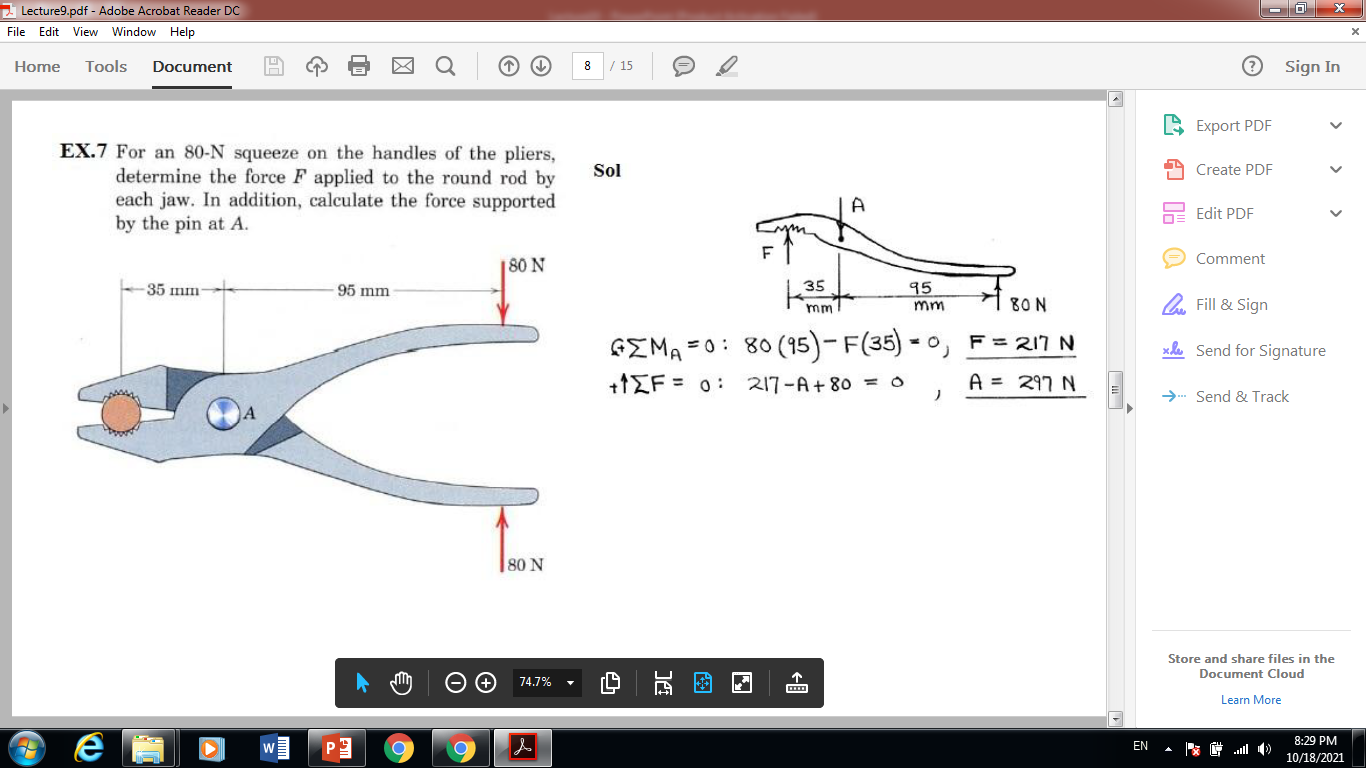 Lecture9.pdf - Adobe Acrobat Reader DC
File Edit View Window Help
Home Tools Document 8 / 15 Sign In
EX.7 For an 80-N squeeze on the handles of the pliers,
determine the force F applied to the round rod by
each jaw. In addition, calculate the force supported
by the pin at A.
80 N
35 mm 95 mm
A
80 N
Sol
A
F
35 mm 95 mm 80 N
↺+ΣM_A = 0 : 80 (95) - F(35) = 0, F = 217 N
+↑ΣF = 0 : 217-A+80 = 0 , A = 297 N
Export PDF
Create PDF
Edit PDF
Comment
Fill & Sign
Send for Signature
Send & Track
Store and share files in the
Document Cloud
Learn More
74.7%
EN 8:29 PM
10/18/2021